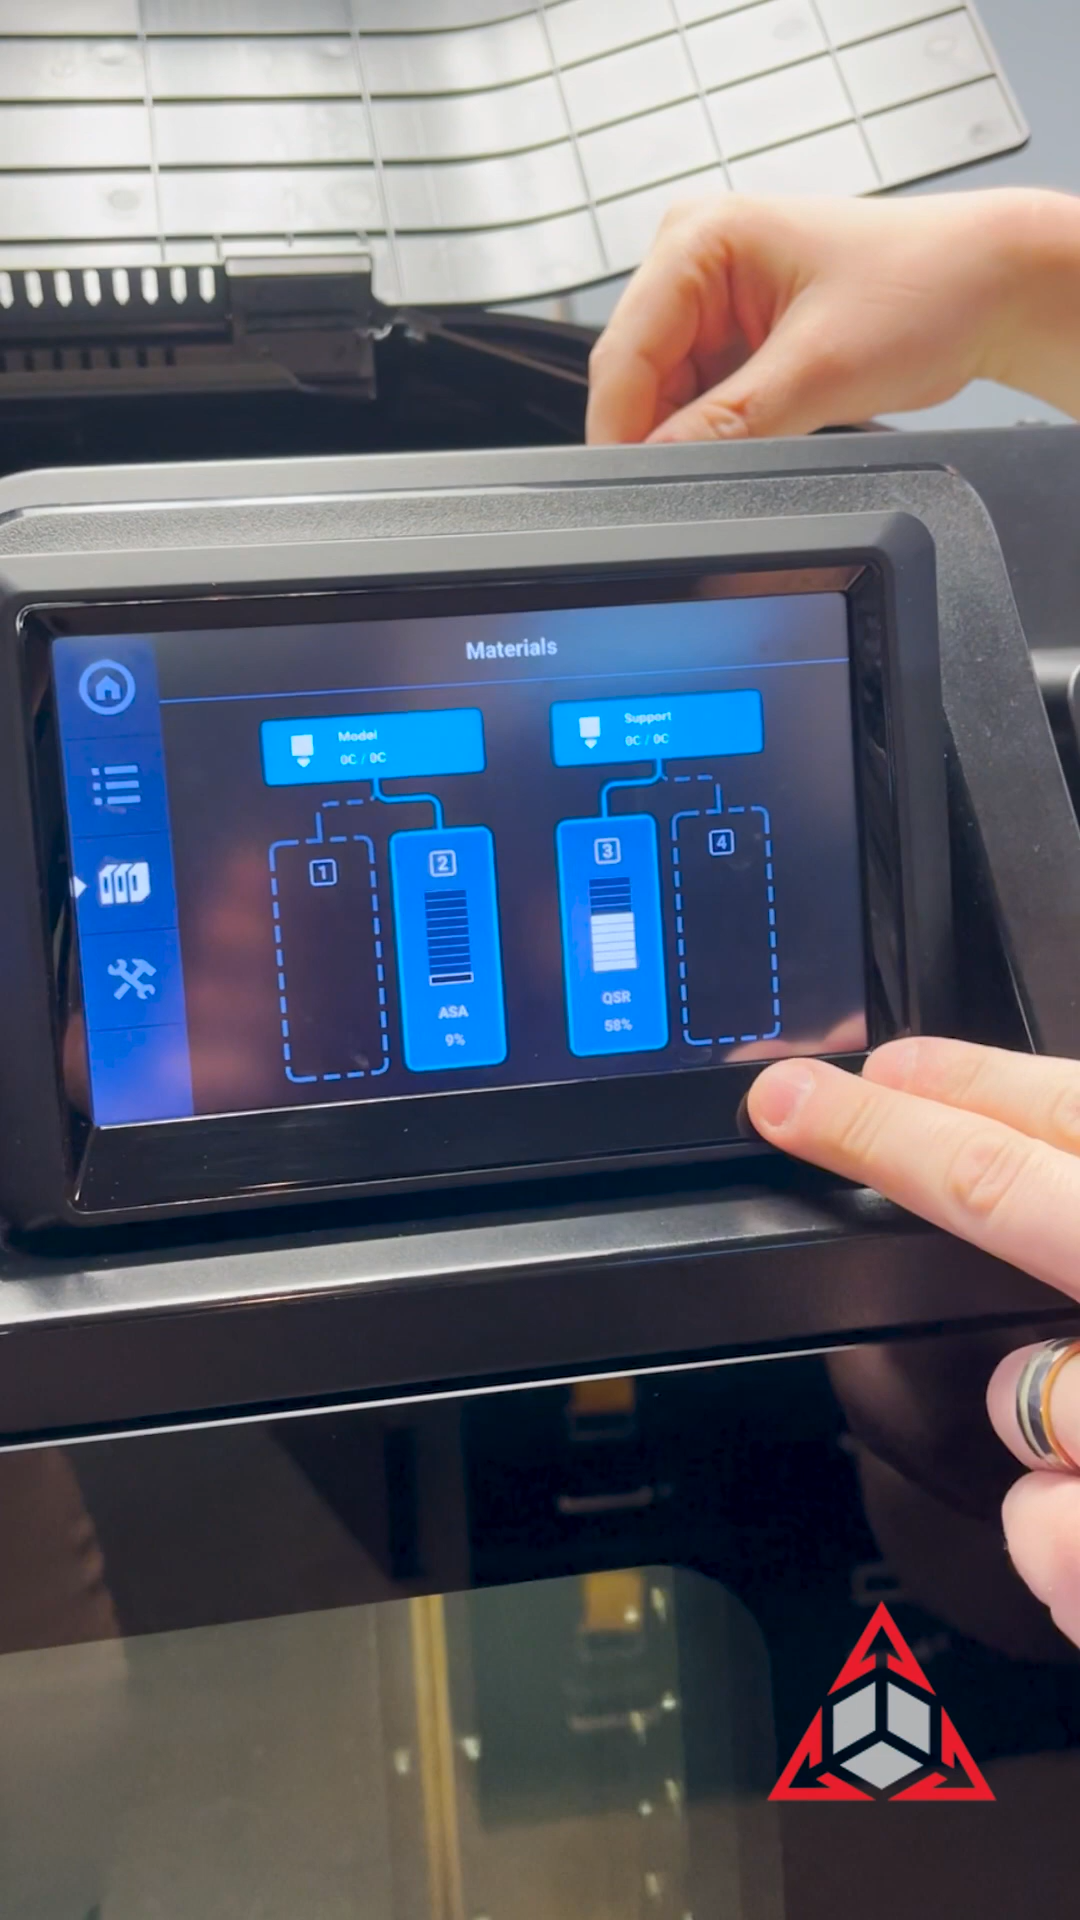 Materials
Model
0C / 0C
Support
0C / 0C
1
2
3
4
ASA
9%
QSR
58%